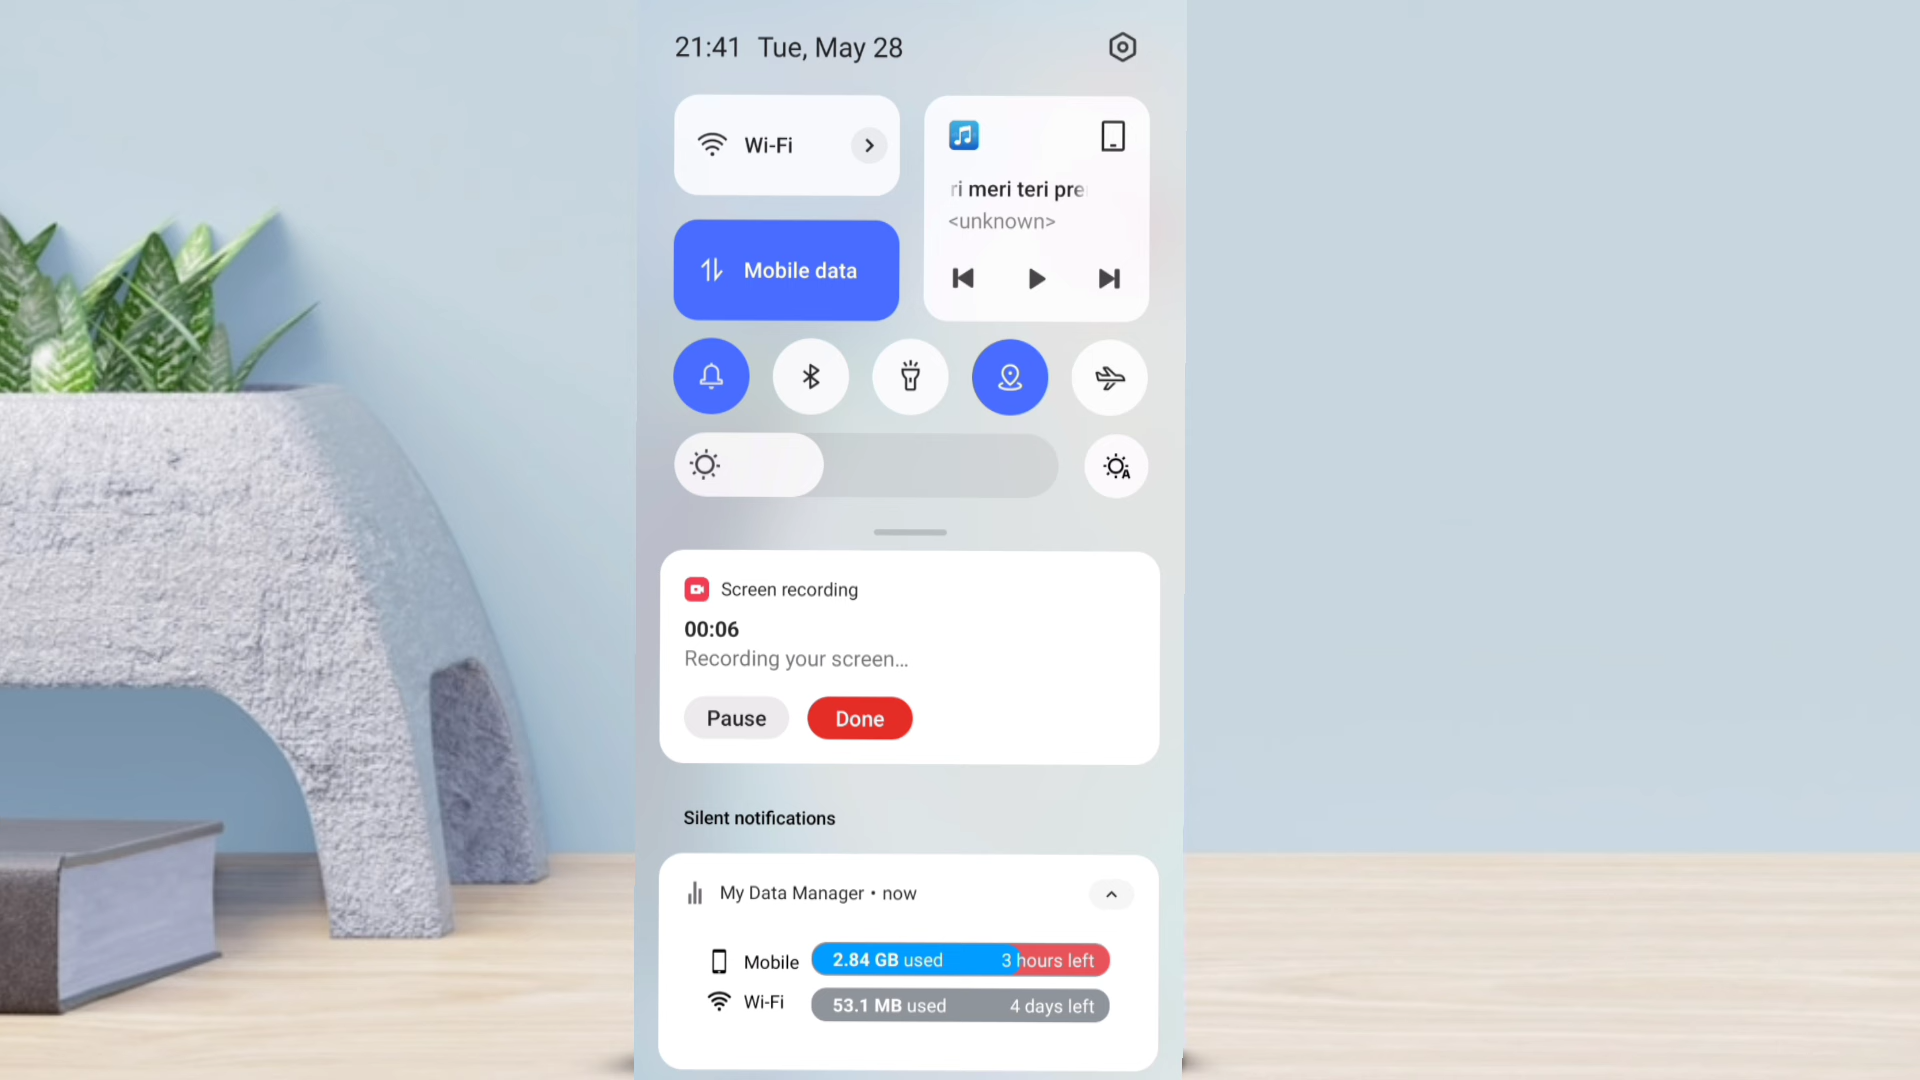 21:41 Tue, May 28
Wi-Fi
ri meri teri pre
<unknown>
Mobile data
A
Screen recording
00:06
Recording your screen...
Pause Done
Silent notifications
My Data Manager • now
Mobile 2.84 GB used 3 hours left
Wi-Fi 53.1 MB used 4 days left